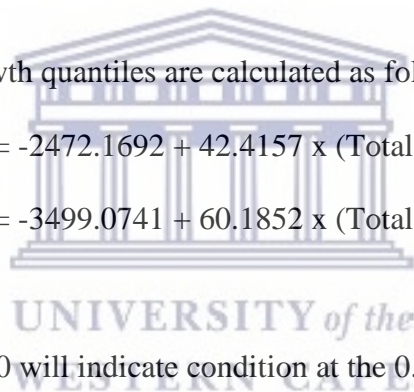 wth quantiles are calculated as fol
= -2472.1692 + 42.4157 x (Total
= -3499.0741 + 60.1852 x (Total
UNIVERSITY of the
0 will indicate condition at the 0.
WESTERN CAPE